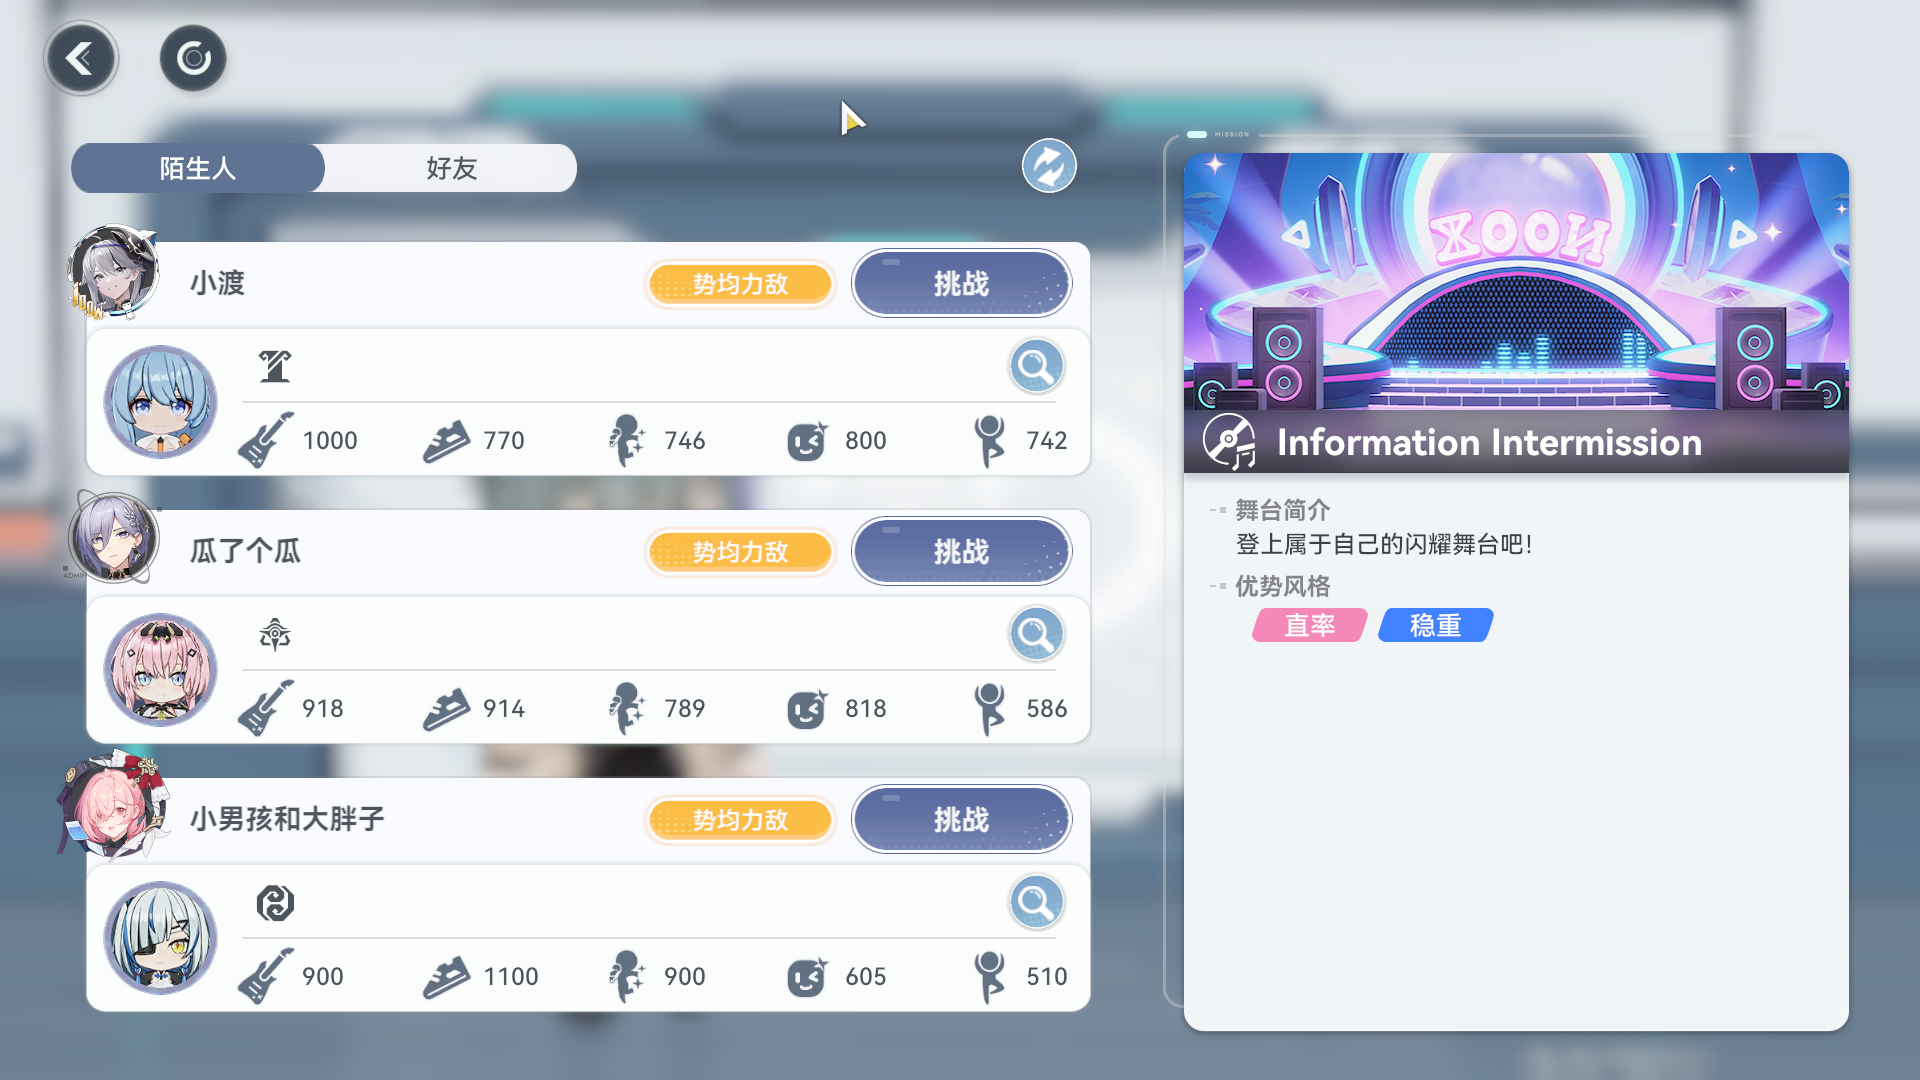 陌生人
好友
小渡
势均力敌
挑战
1000
770
746
800
742
瓜了个瓜
势均力敌
挑战
ADMIN
918
914
789
818
586
小男孩和大胖子
势均力敌
挑战
900
1100
900
605
510
MISSION
ZOON
Information Intermission
舞台简介
登上属于自己的闪耀舞台吧!
优势风格
直率
稳重